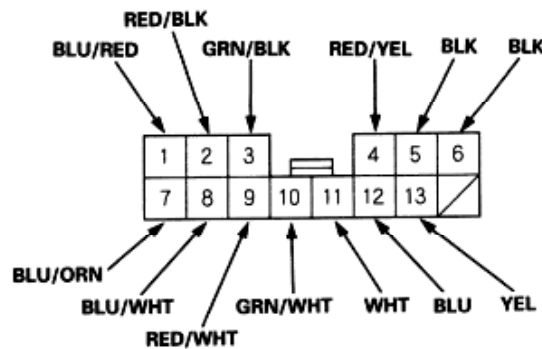 RED/BLK
BLU/RED GRN/BLK RED/YEL BLK BLK
1 2 3 4 5 6
7 8 9 10 11 12 13
BLU/ORN
BLU/WHT GRN/WHT WHT BLU YEL
RED/WHT